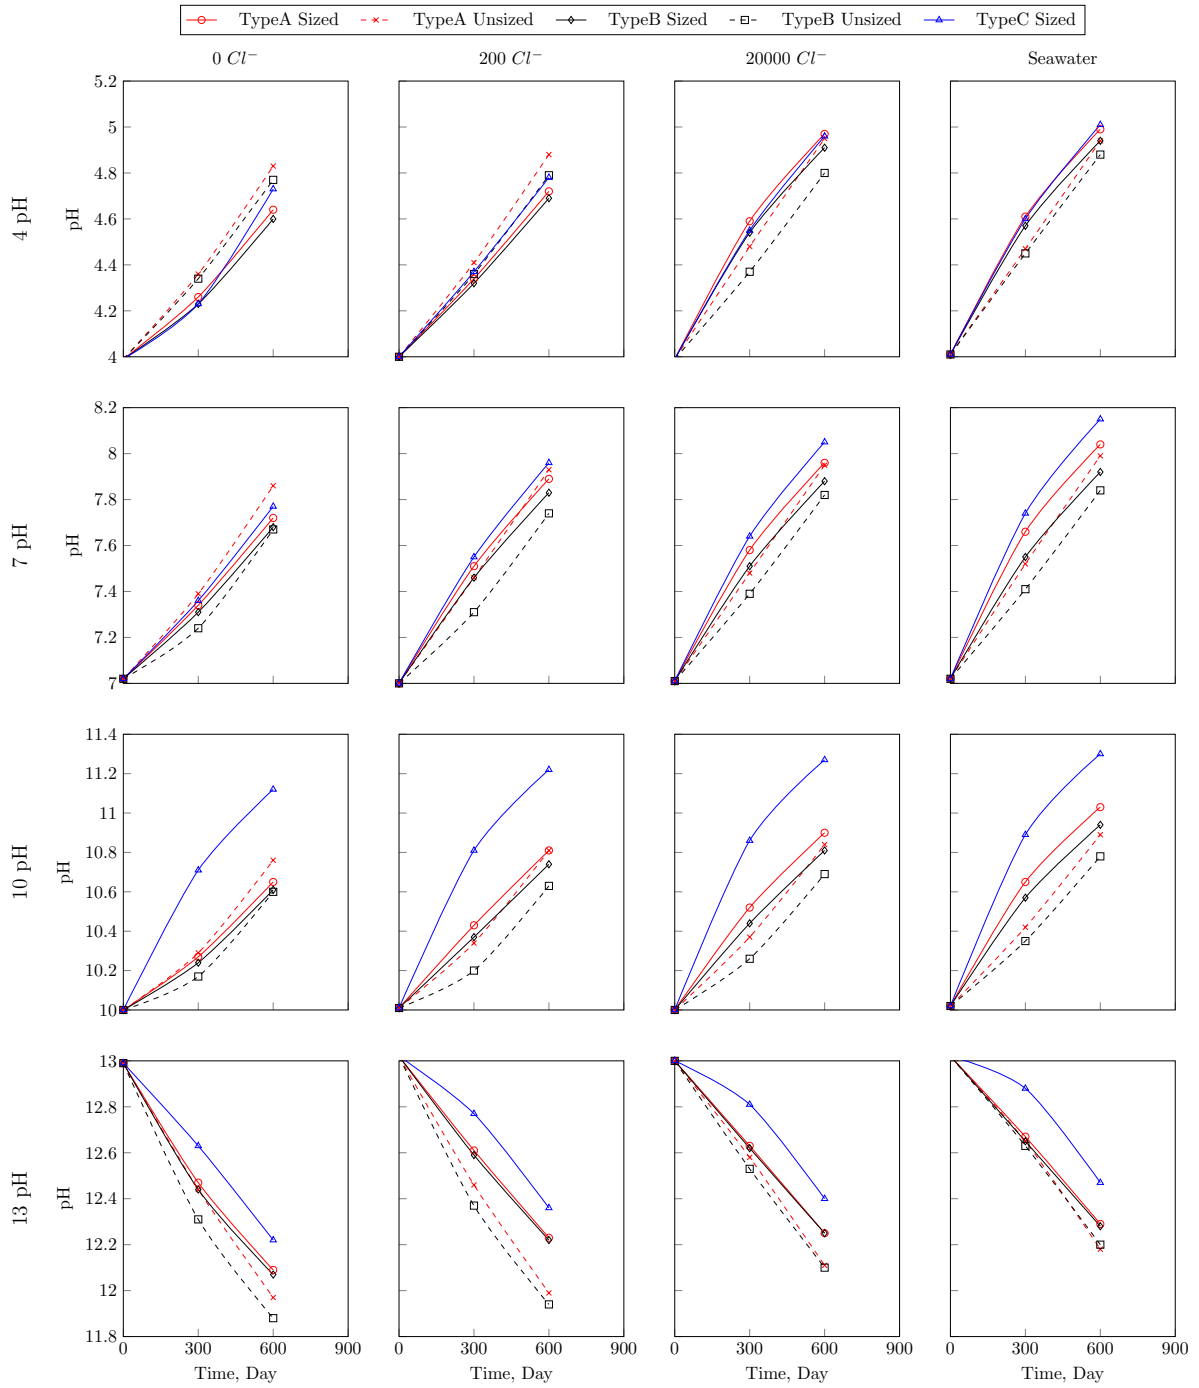 TypeA Sized TypeA Unsized TypeB Sized TypeB Unsized TypeC Sized
0 Cl⁻ 200 Cl⁻ 20000 Cl⁻ Seawater
4 pH
pH
5.2
5
4.8
4.6
4.4
4.2
4
7 pH
pH
8.2
8
7.8
7.6
7.4
7.2
7
10 pH
pH
11.4
11.2
11
10.8
10.6
10.4
10.2
10
13 pH
pH
13
12.8
12.6
12.4
12.2
12
11.8
0 300 600 900 0 300 600 900 0 300 600 900 0 300 600 900
Time, Day Time, Day Time, Day Time, Day